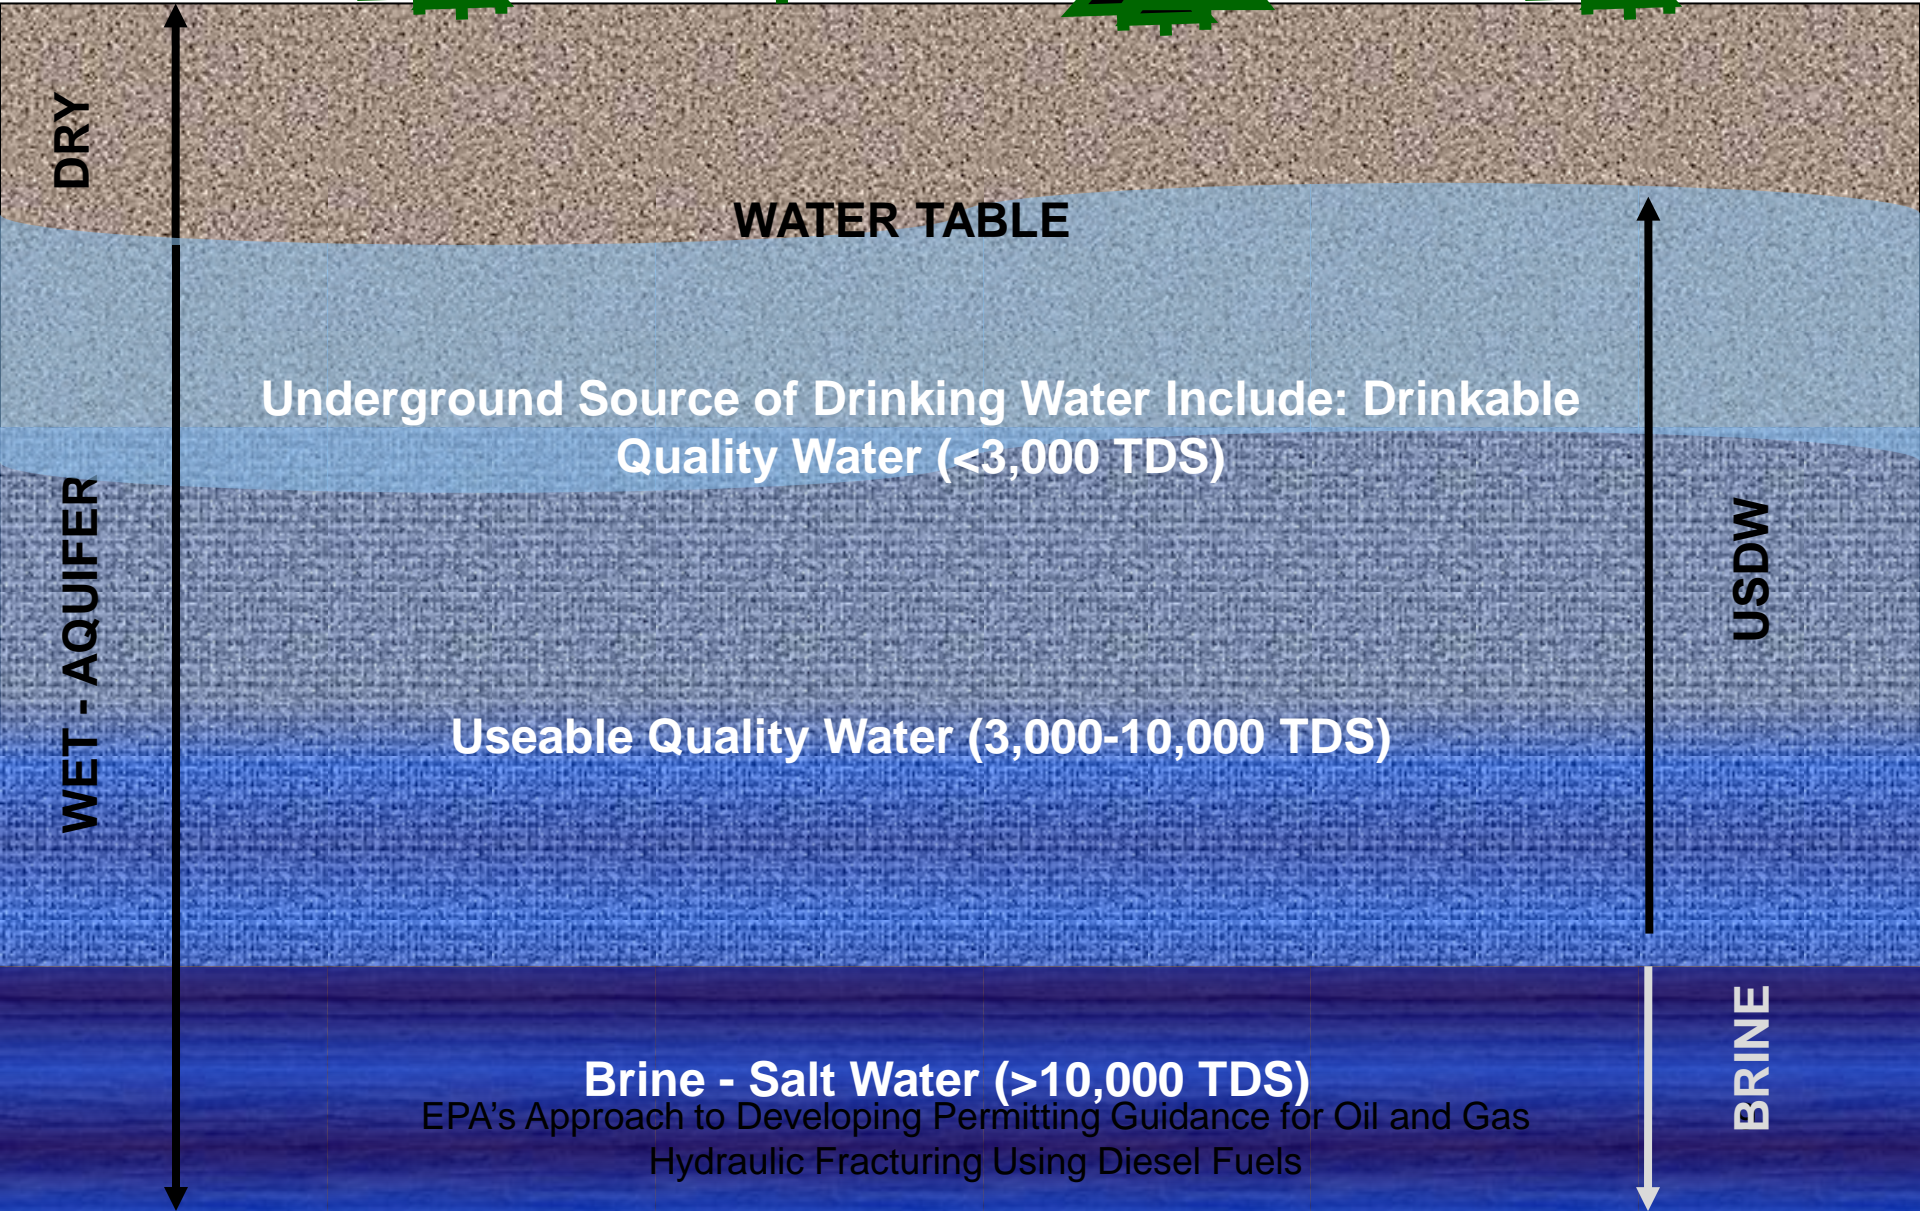 DRY
WATER TABLE
Underground Source of Drinking Water Include: Drinkable
Quality Water (<3,000 TDS)
WET - AQUIFER
USDW
Useable Quality Water (3,000-10,000 TDS)
Brine - Salt Water (>10,000 TDS)
BRINE
EPA’s Approach to Developing Permitting Guidance for Oil and Gas
Hydraulic Fracturing Using Diesel Fuels